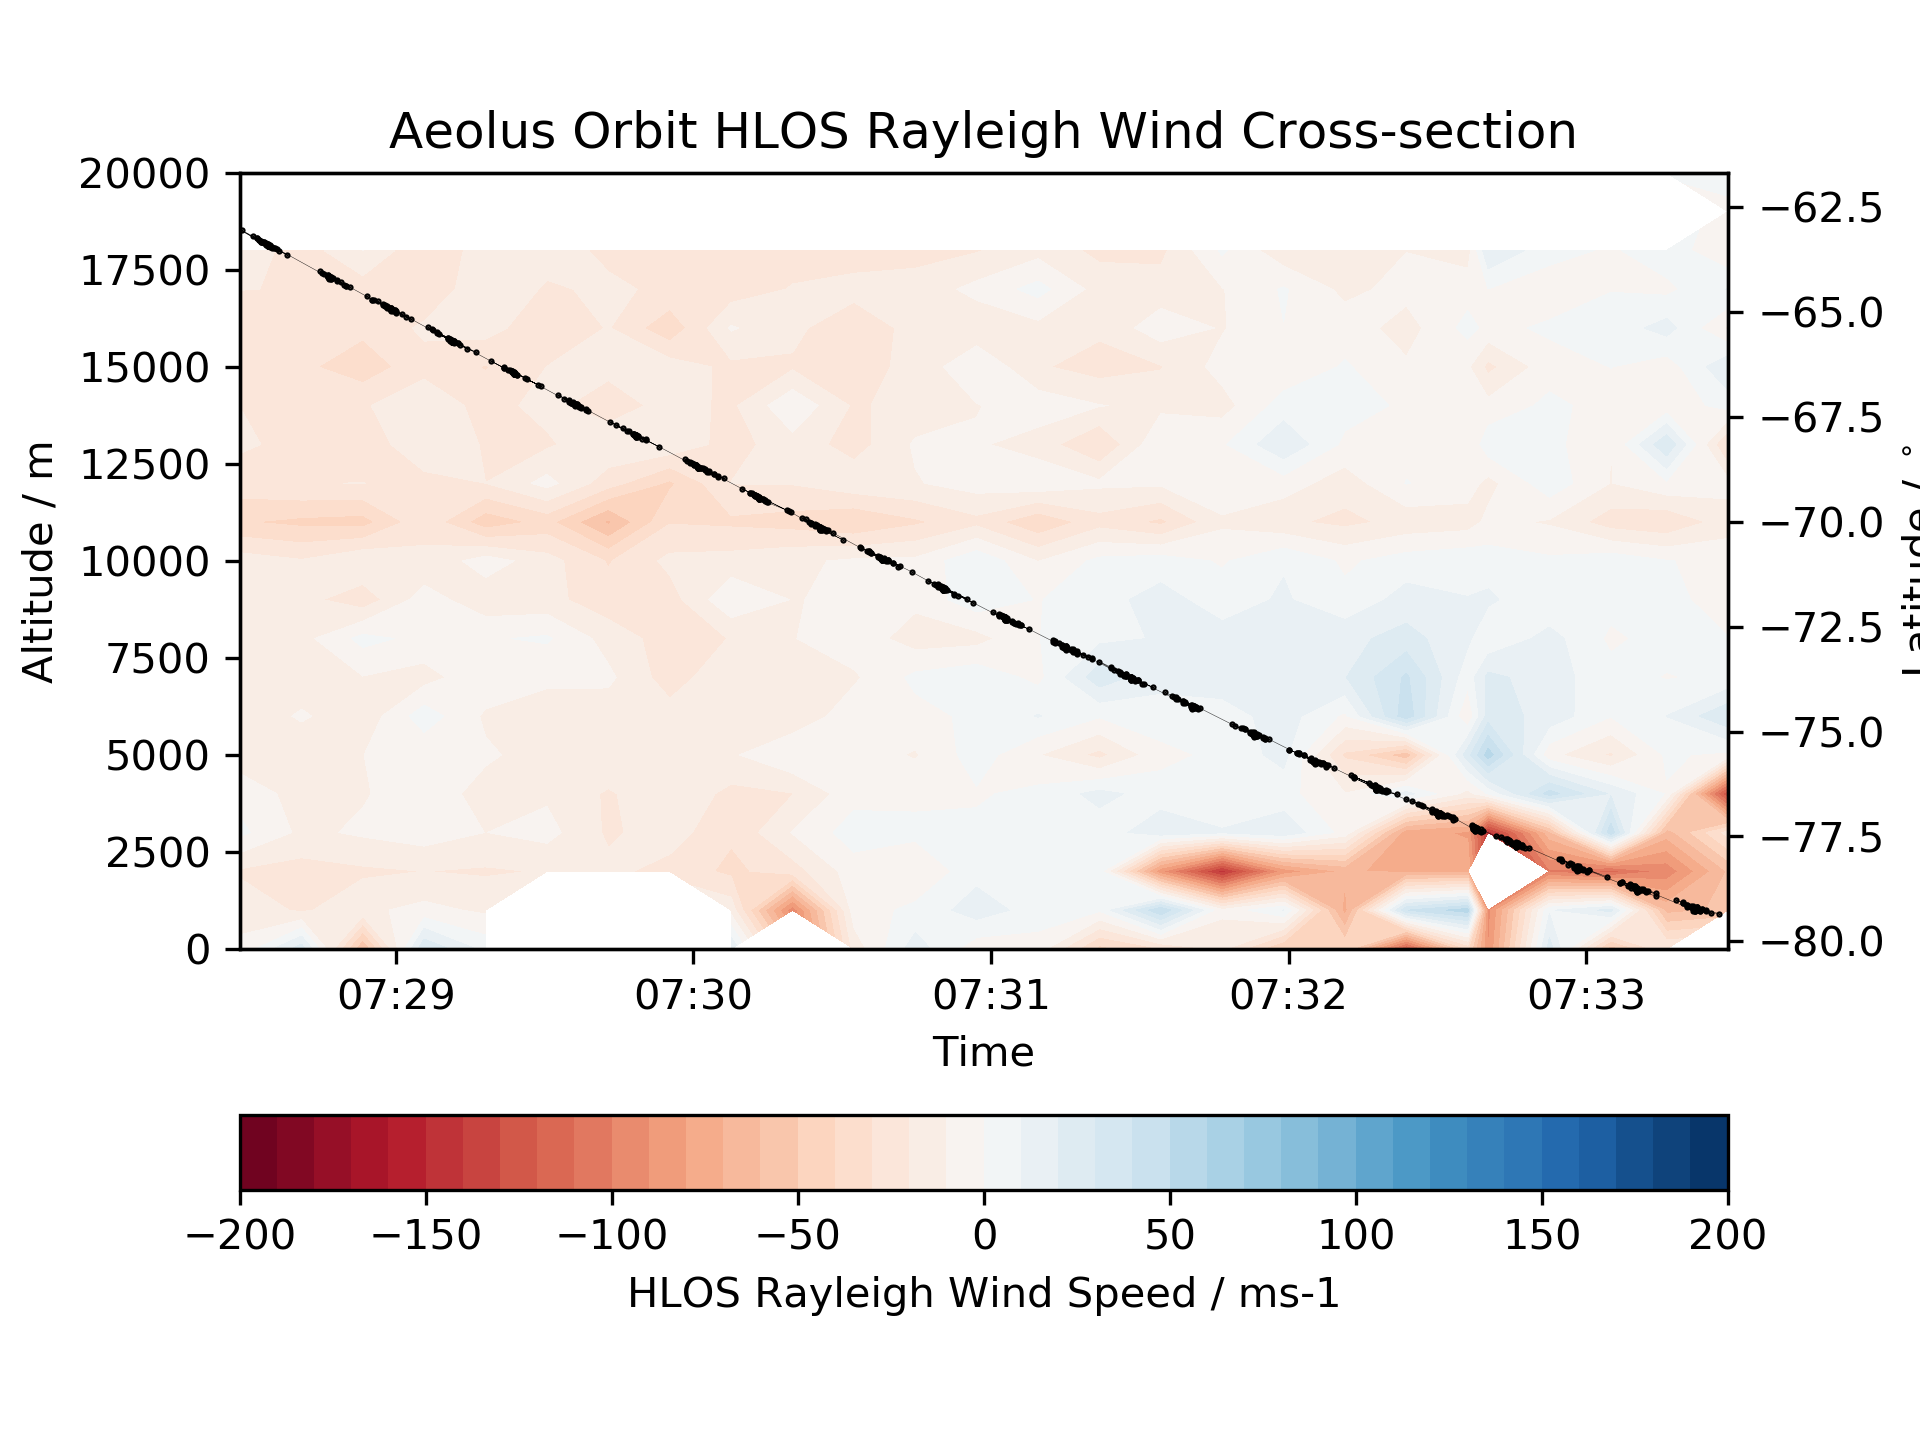 Aeolus Orbit HLOS Rayleigh Wind Cross-section
20000
17500
15000
12500
10000
7500
5000
2500
0
Altitude / m
−62.5
−65.0
−67.5
−70.0
−72.5
−75.0
−77.5
−80.0
Latitude / °
07:29 07:30 07:31 07:32 07:33
Time
−200 −150 −100 −50 0 50 100 150 200
HLOS Rayleigh Wind Speed / ms-1